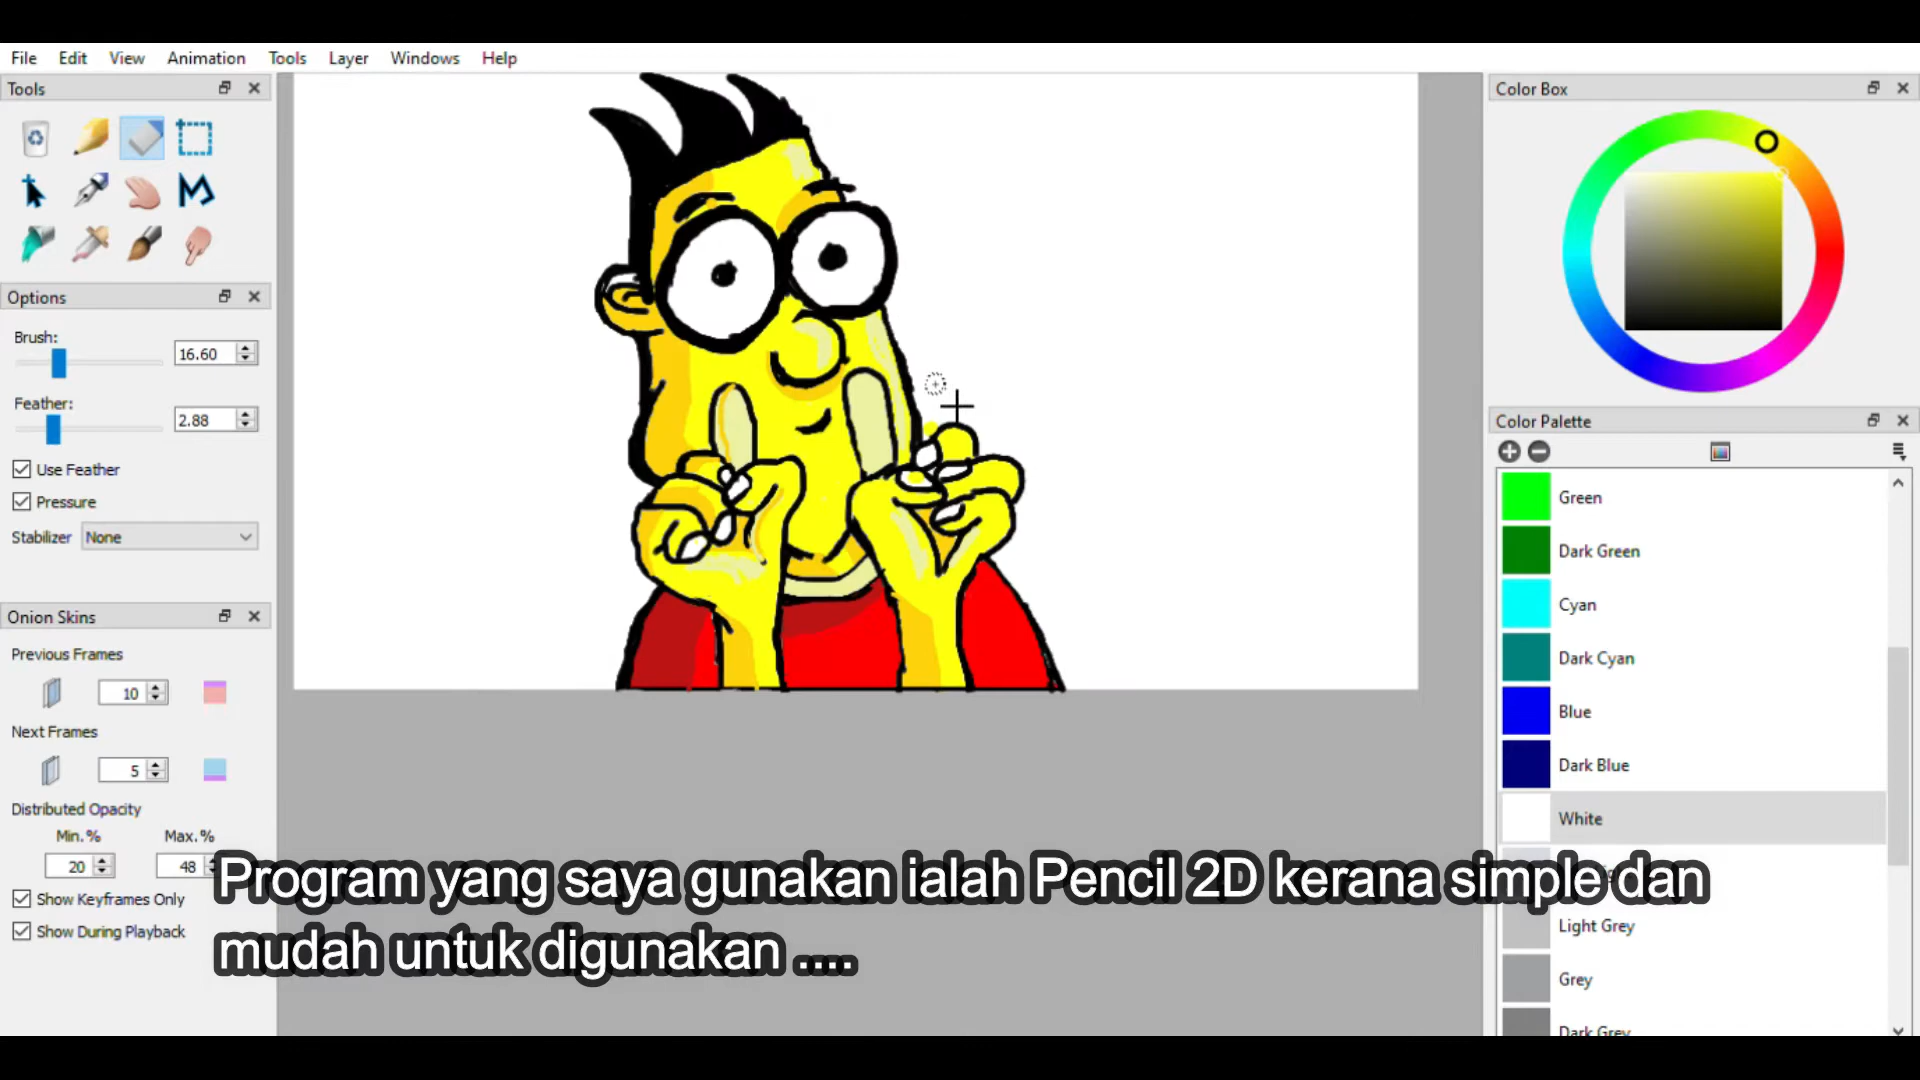 File Edit View Animation Tools Layer Windows Help
Tools
Options
Brush:
16.60
Feather:
2.88
Use Feather
Pressure
Stabilizer None
Onion Skins
Previous Frames
10
Next Frames
5
Distributed Opacity
Min.% Max.%
20 48
Show Keyframes Only
Show During Playback
Color Box
Color Palette
Green
Dark Green
Cyan
Dark Cyan
Blue
Dark Blue
White
Light Grey
Grey
Dark Grey
Program yang saya gunakan ialah Pencil 2D kerana simple dan
mudah untuk digunakan ....